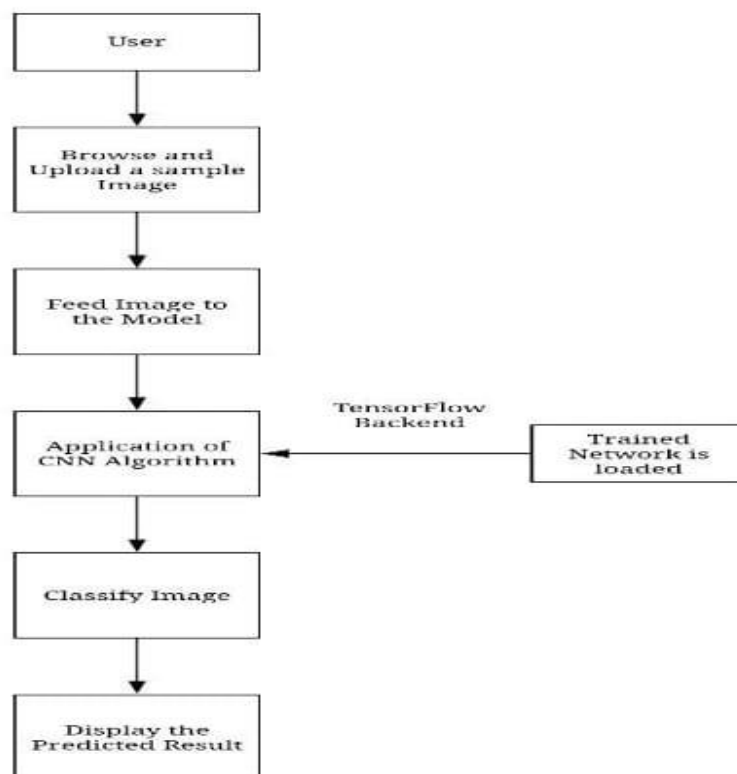 User
Browse and
Upload a sample
Image
Feed Image to
the Model
Application of
CNN Algorithm
TensorFlow
Backend
Trained
Network is
loaded
Classify Image
Display the
Predicted Result